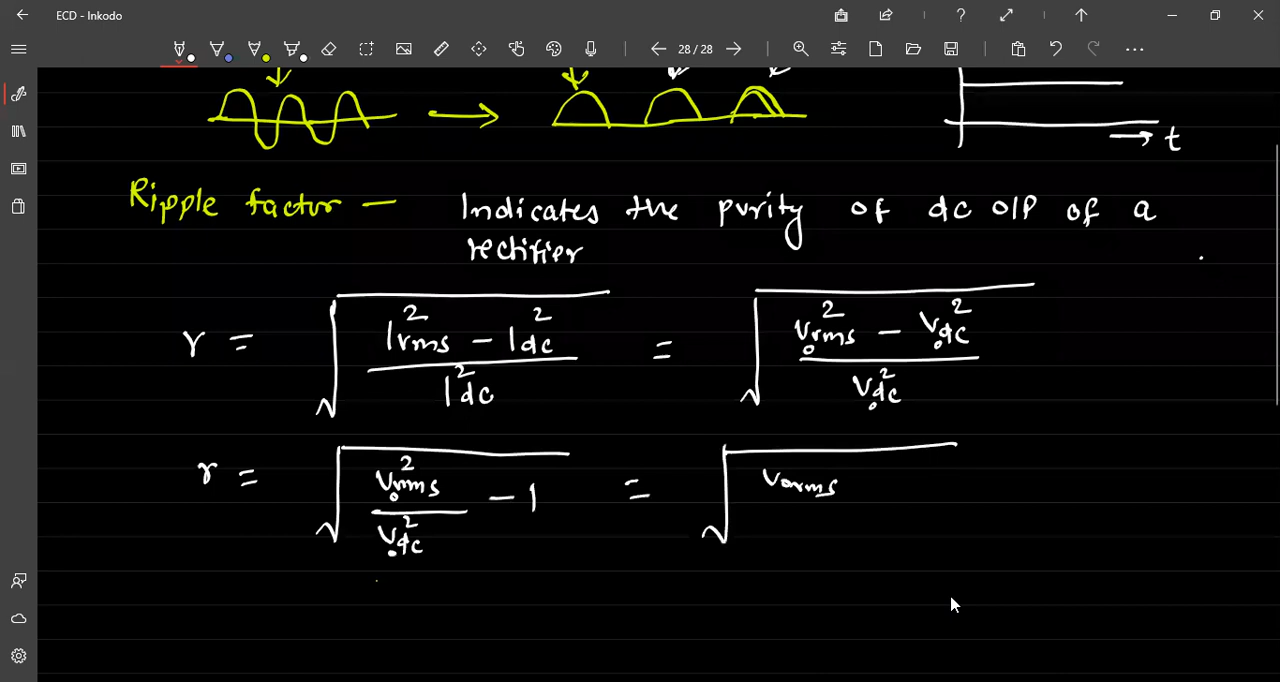 ECD - Inkodo
28 / 28
t
Ripple factor — Indicates the purity of dc O/P of a
rectifier
r = √((Irms² − Idc²) / I²dc) = √((Vorms² − Vodc²) / Vodc²)
r = √(Vorms² / Vodc² − 1) = √(Vorms